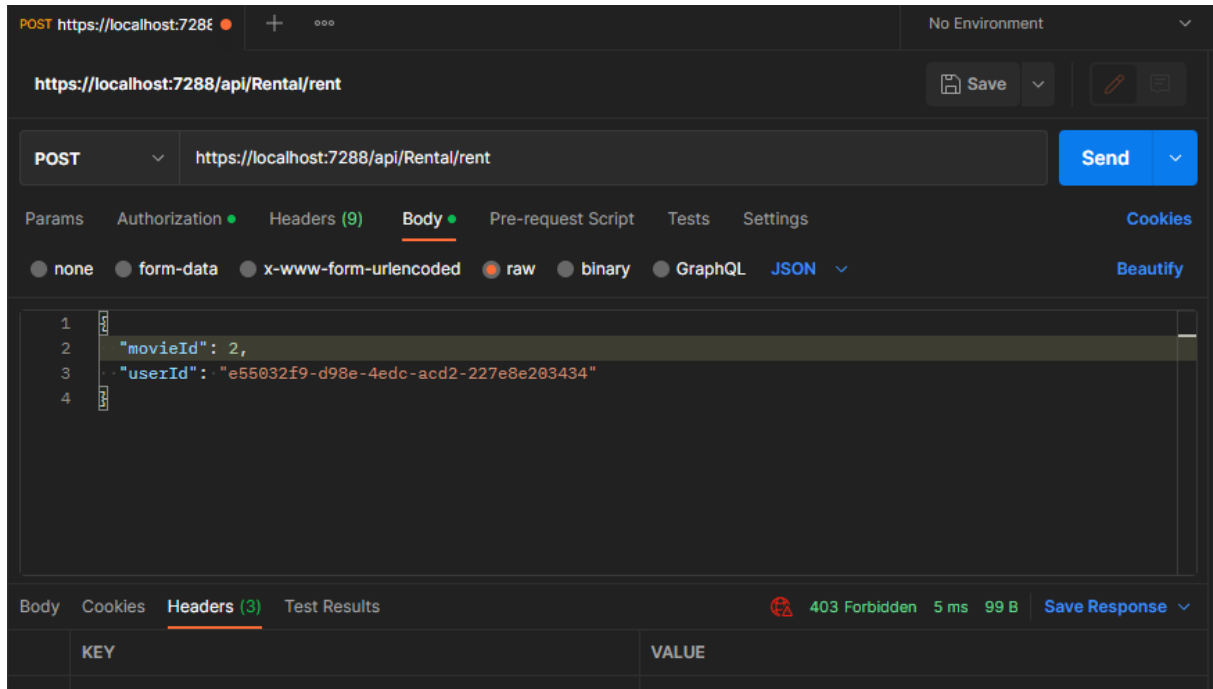 POST https://localhost:7288 No Environment
https://localhost:7288/api/Rental/rent Save
POST https://localhost:7288/api/Rental/rent Send
Params Authorization Headers (9) Body Pre-request Script Tests Settings Cookies
none form-data x-www-form-urlencoded raw binary GraphQL JSON Beautify
1 {
2 "movieId": 2,
3 "userId": "e55032f9-d98e-4edc-acd2-227e8e203434"
4 }
Body Cookies Headers (3) Test Results 403 Forbidden 5 ms 99 B Save Response
KEY VALUE